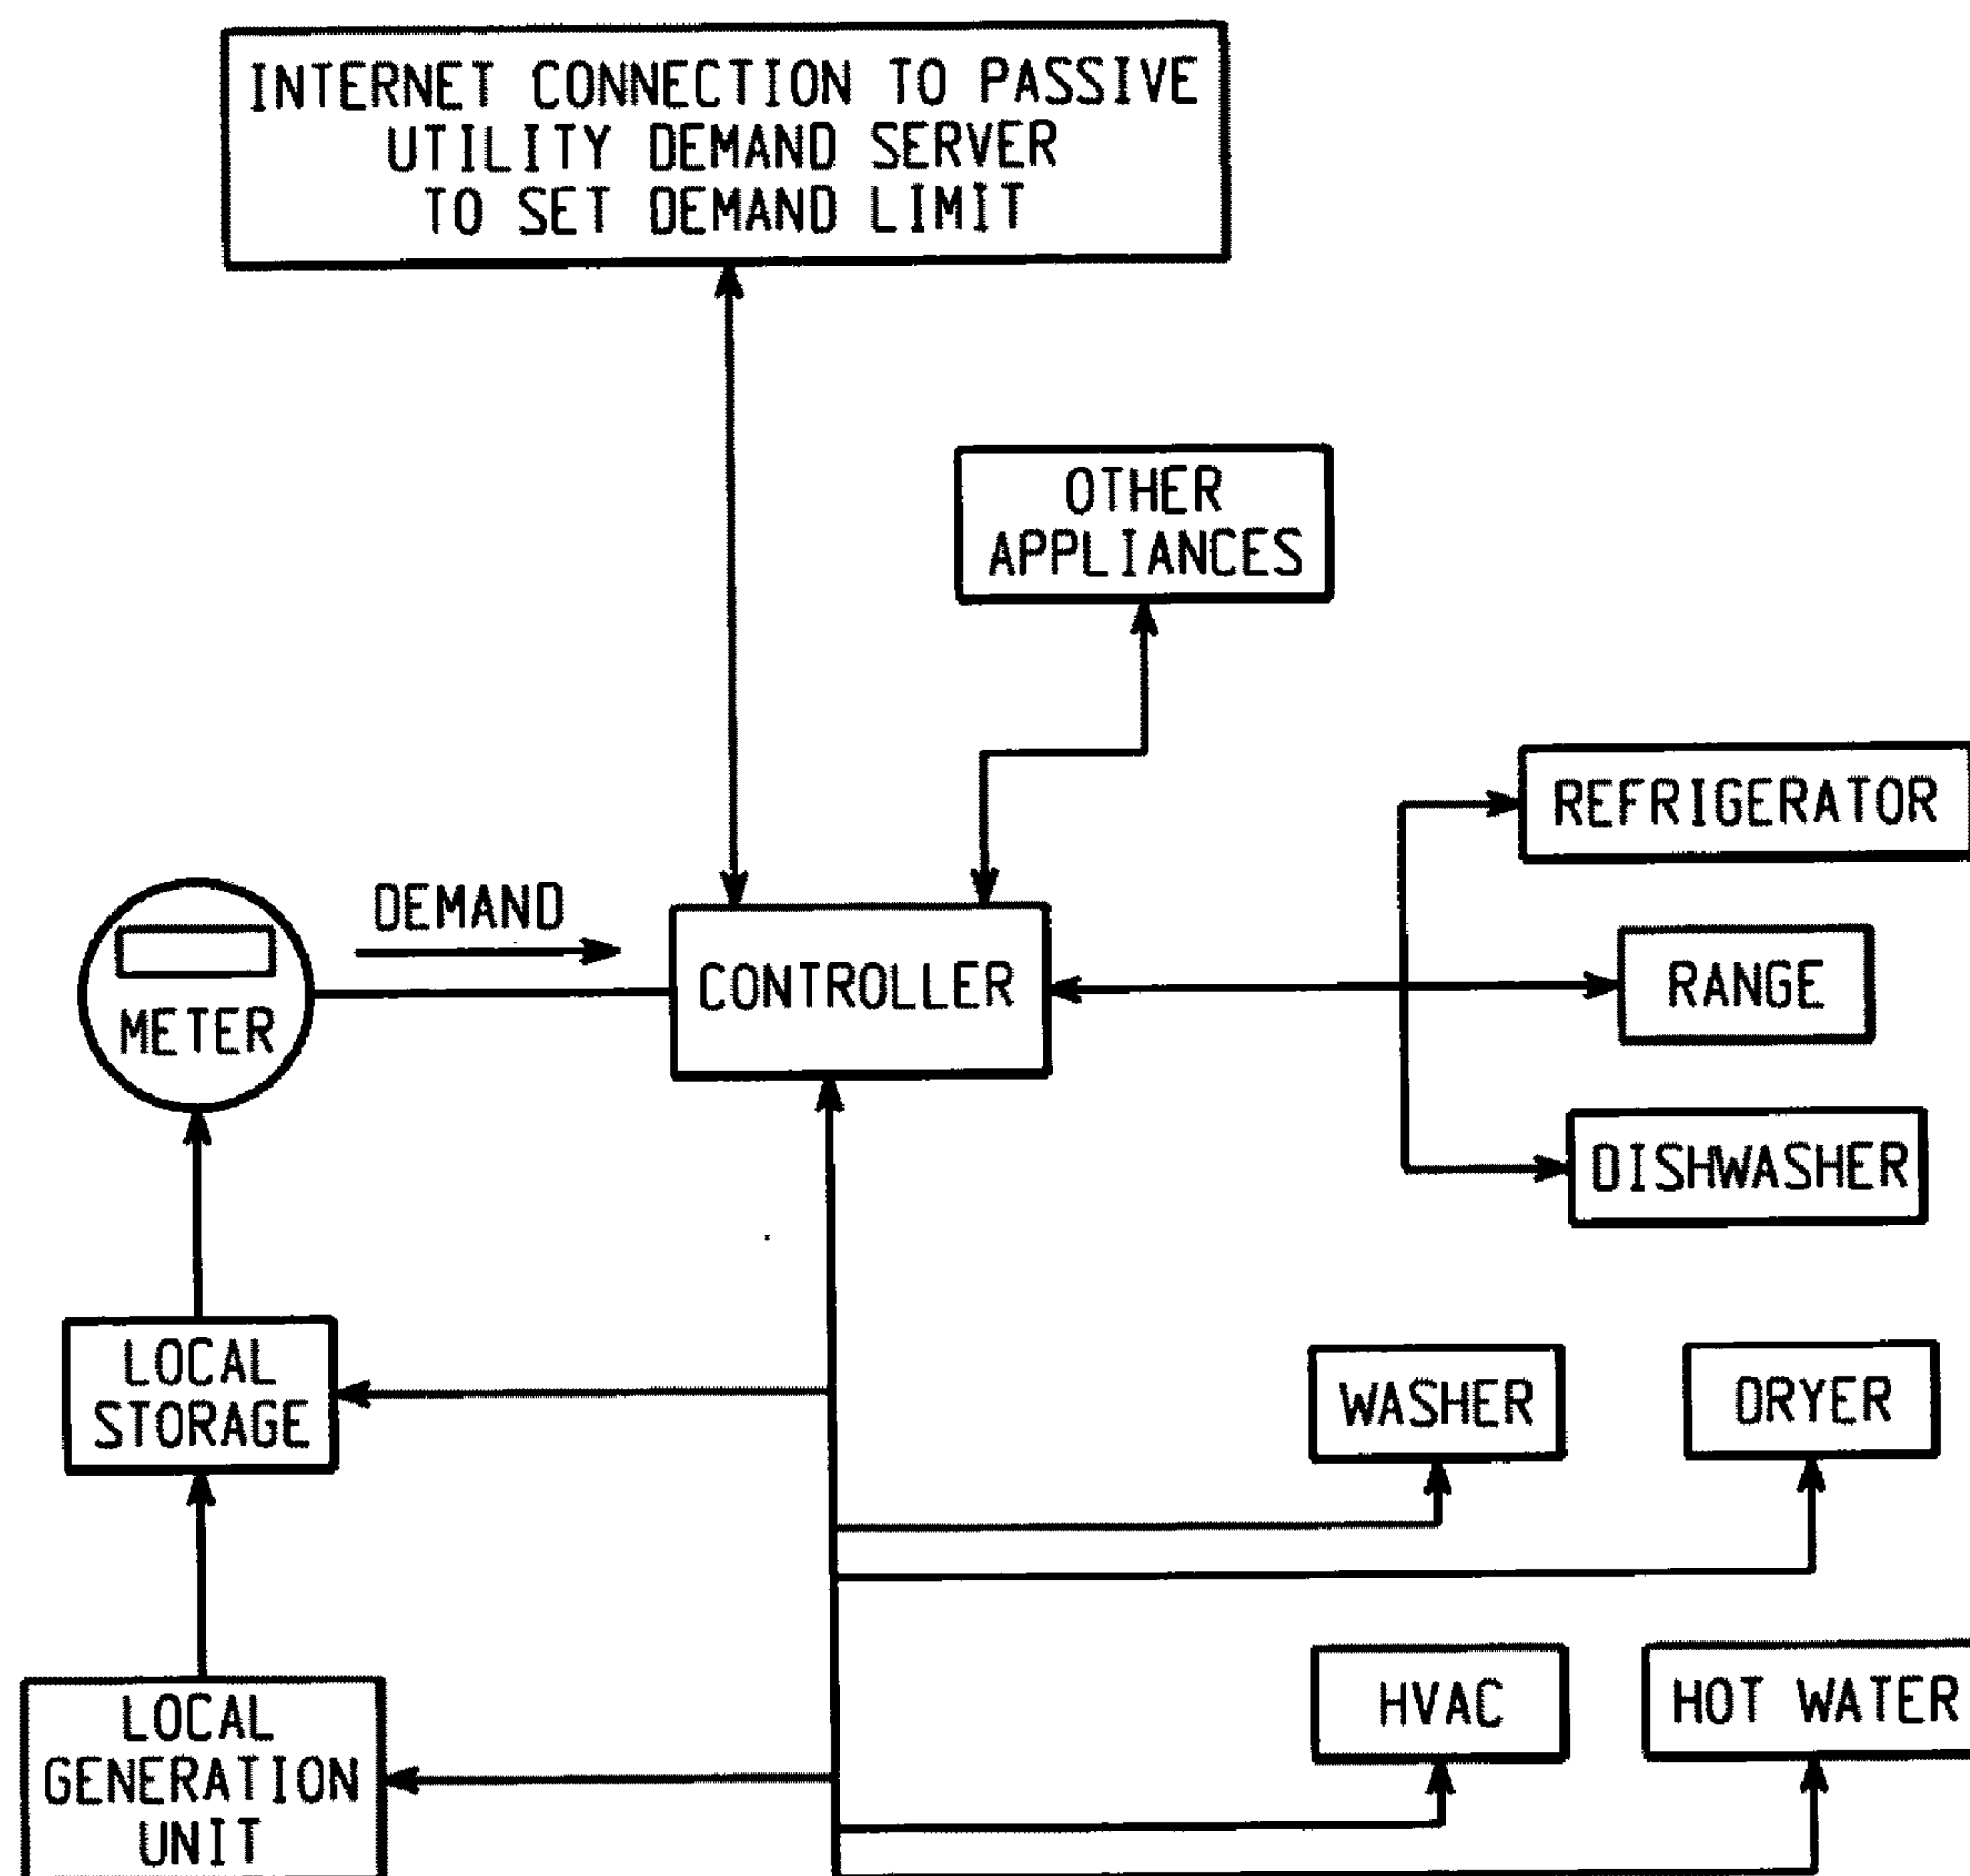 INTERNET CONNECTION TO PASSIVE
UTILITY DEMAND SERVER
TO SET DEMAND LIMIT
OTHER
APPLIANCES
REFRIGERATOR
DEMAND
METER
CONTROLLER
RANGE
DISHWASHER
LOCAL
STORAGE
WASHER
DRYER
LOCAL
GENERATION
UNIT
HVAC
HOT WATER